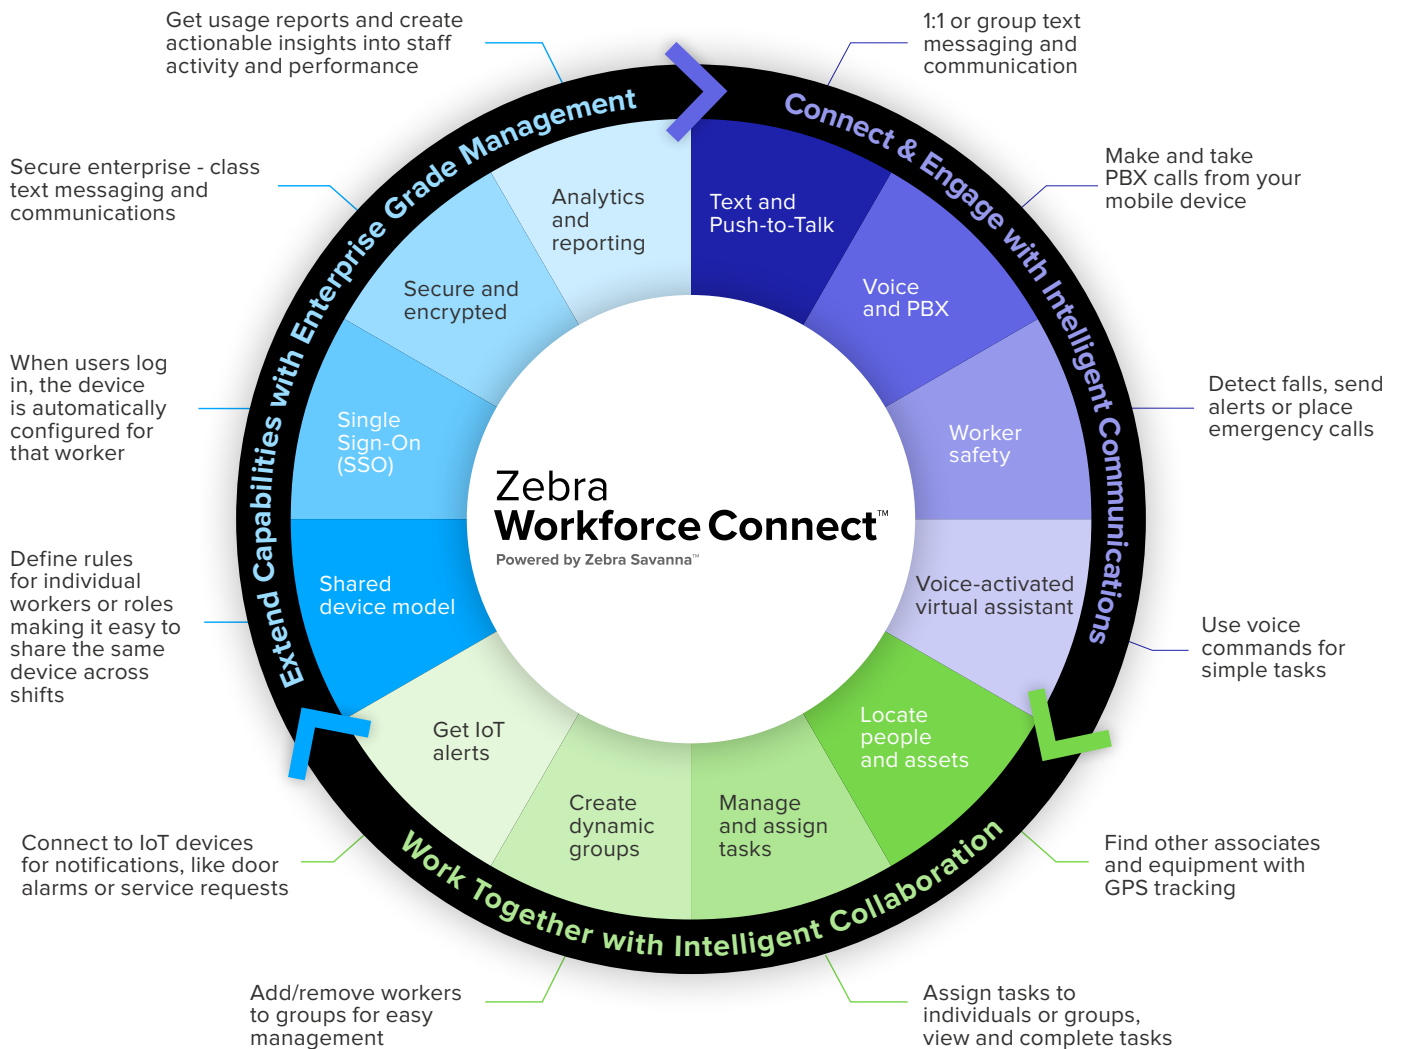 Get usage reports and create
actionable insights into staff
activity and performance
1:1 or group text
messaging and
communication
Secure enterprise - class
text messaging and
communications
Make and take
PBX calls from your
mobile device
When users log
in, the device
is automatically
configured for
that worker
Detect falls, send
alerts or place
emergency calls
Define rules
for individual
workers or roles
making it easy to
share the same
device across
shifts
Use voice
commands for
simple tasks
Connect to IoT devices
for notifications, like door
alarms or service requests
Find other associates
and equipment with
GPS tracking
Add/remove workers
to groups for easy
management
Assign tasks to
individuals or groups,
view and complete tasks
Extend Capabilities with Enterprise Grade Management
Connect & Engage with Intelligent Communications
Work Together with Intelligent Collaboration
Analytics
and
reporting
Text and
Push-to-Talk
Secure and
encrypted
Voice
and PBX
Single
Sign-On
(SSO)
Worker
safety
Shared
device model
Voice-activated
virtual assistant
Get IoT
alerts
Locate
people
and assets
Create
dynamic
groups
Manage
and assign
tasks
Zebra
Workforce Connect™
Powered by Zebra Savanna™